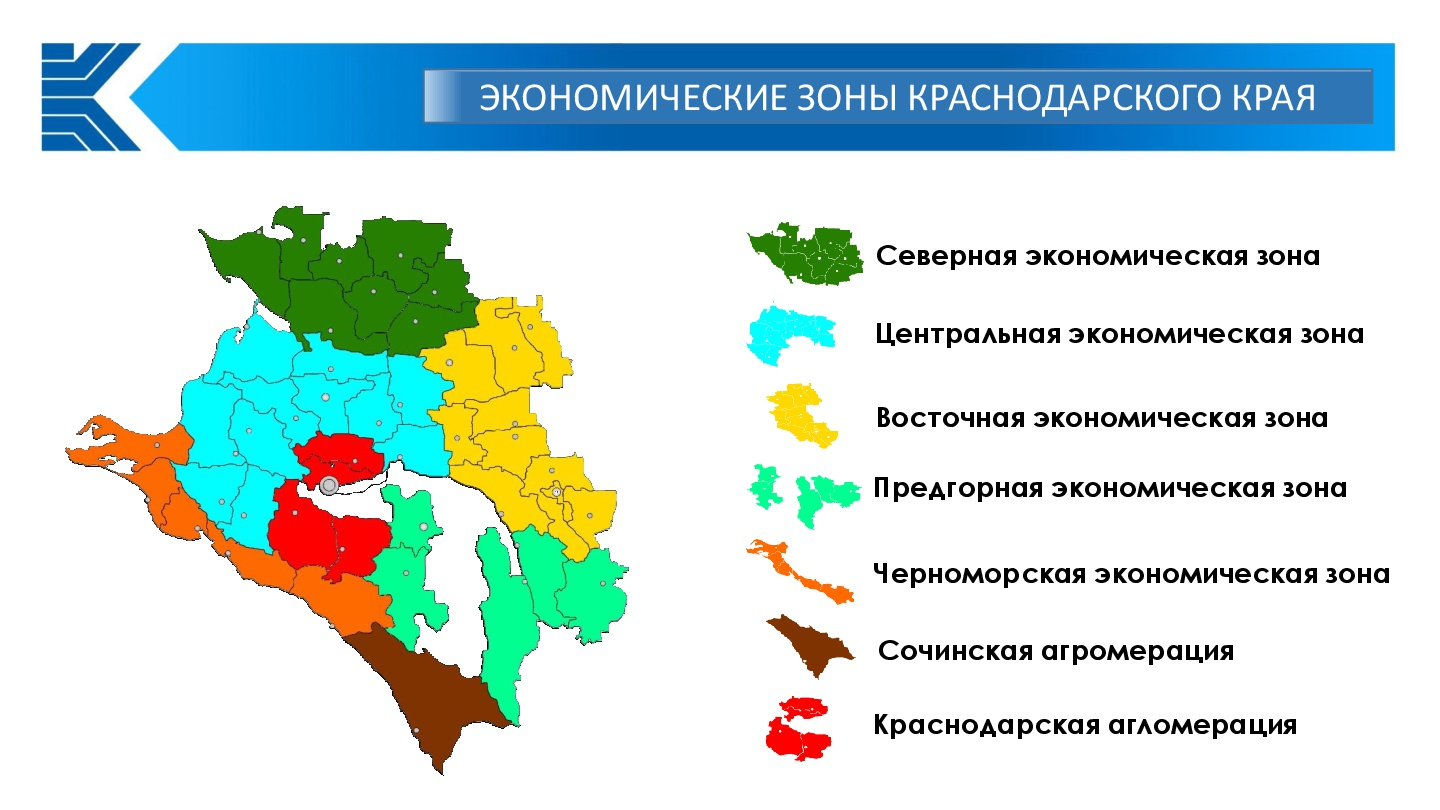 ЭКОНОМИЧЕСКИЕ ЗОНЫ КРАСНОДАРСКОГО КРАЯ
Северная экономическая зона
Центральная экономическая зона
Восточная экономическая зона
Предгорная экономическая зона
Черноморская экономическая зона
Сочинская агромерация
Краснодарская агломерация